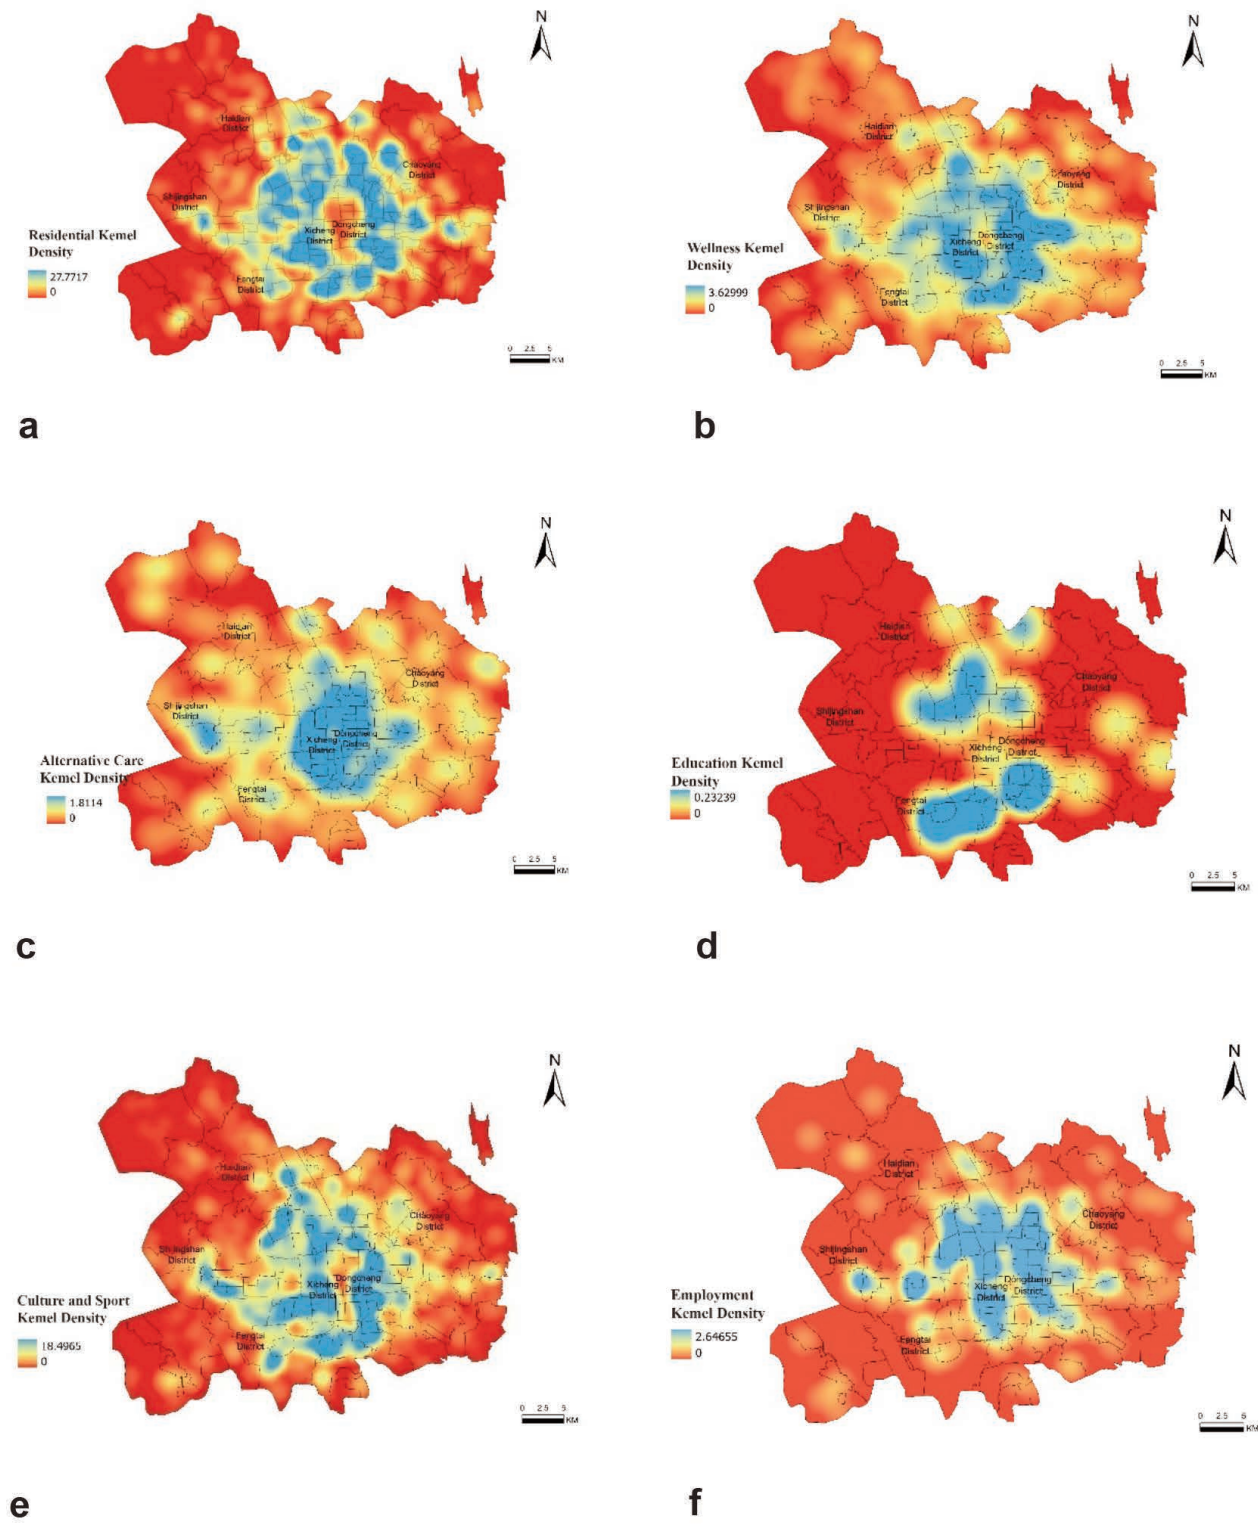 N
Haidian
District
Chaoyang
District
Shijingshan
District
Xicheng
District
Dongcheng
District
Fengtai
District
Residential Kemel
Density
27.7717
0
0 2.5 5
KM
a
N
Haidian
District
Chaoyang
District
Shijingshan
District
Xicheng
District
Dongcheng
District
Fengtai
District
Wellness Kemel
Density
3.62999
0
0 2.5 5
KM
b
N
Haidian
District
Chaoyang
District
Shijingshan
District
Xicheng
District
Dongcheng
District
Fengtai
District
Alternative Care
Kemel Density
1.8114
0
0 2.5 5
KM
c
N
Haidian
District
Chaoyang
District
Shijingshan
District
Xicheng
District
Dongcheng
District
Fengtai
District
Education Kemel
Density
0.23239
0
0 2.5 5
KM
d
N
Haidian
District
Chaoyang
District
Shijingshan
District
Xicheng
District
Dongcheng
District
Fengtai
District
Culture and Sport
Kemel Density
18.4965
0
0 2.5 5
KM
e
N
Haidian
District
Chaoyang
District
Shijingshan
District
Xicheng
District
Dongcheng
District
Fengtai
District
Employment
Kemel Density
2.64655
0
0 2.5 5
KM
f